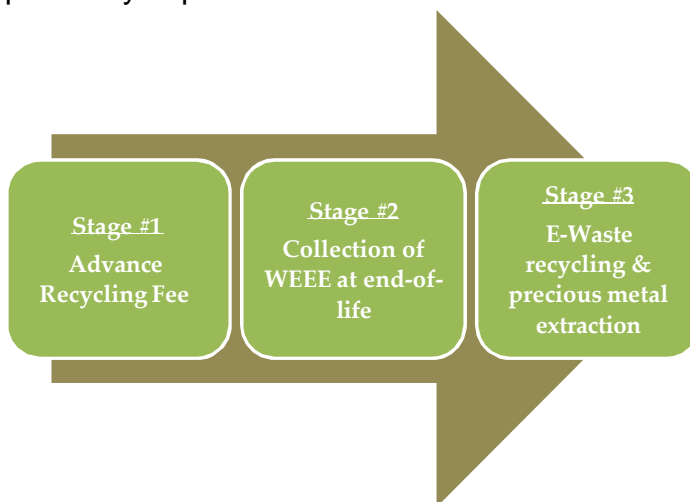 Stage #1
Advance
Recycling Fee
Stage #2
Collection of
WEEE at end-of-
life
Stage #3
E-Waste
recycling &
precious metal
extraction